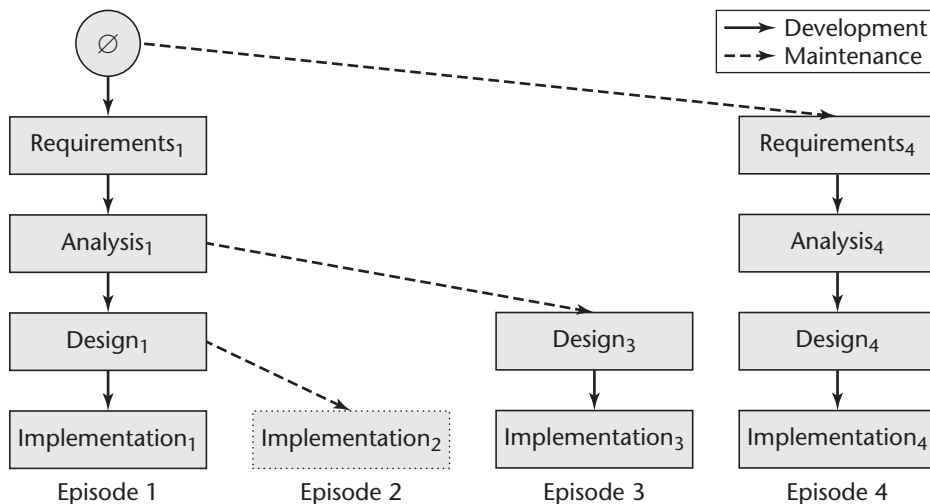 ∅
Development
Maintenance
Requirements₁
Requirements₄
Analysis₁
Analysis₄
Design₁
Design₃
Design₄
Implementation₁
Implementation₂
Implementation₃
Implementation₄
Episode 1
Episode 2
Episode 3
Episode 4